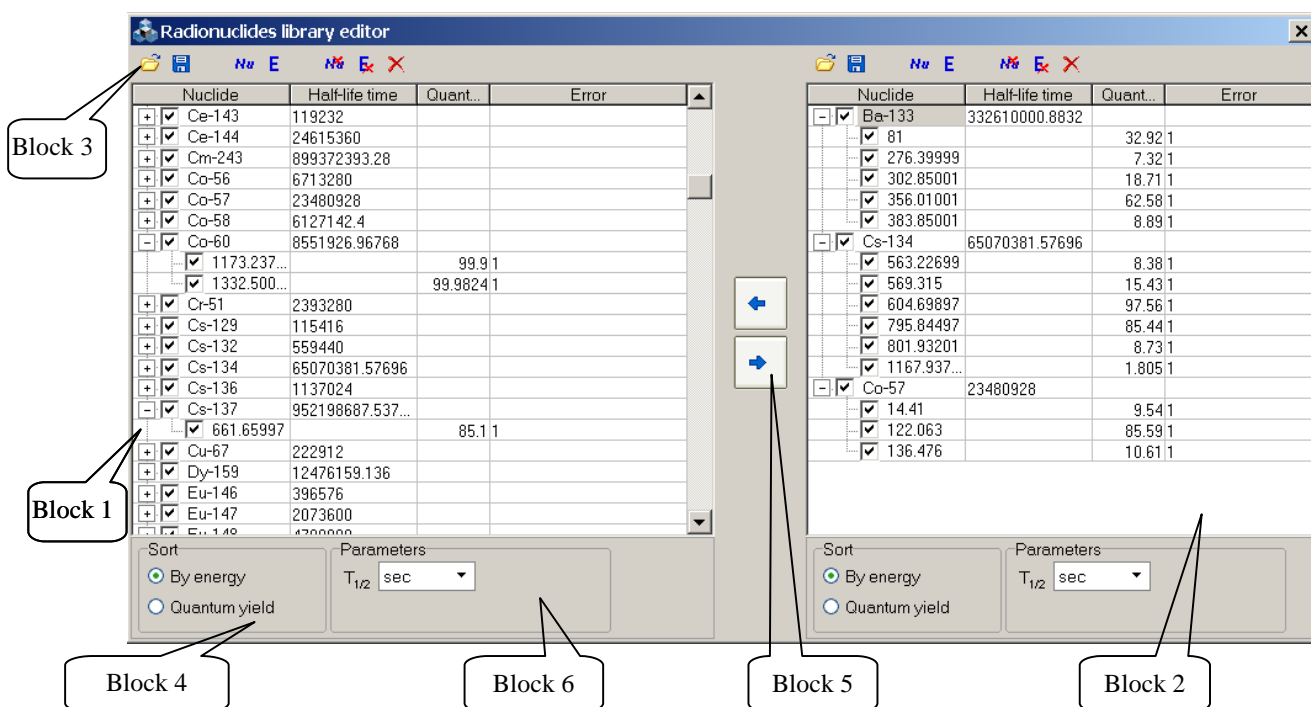 Radionuclides library editor
Nu E Nu E
Nu E Nu E
Nuclide Half-life time Quant... Error
Ce-143 119232
Ce-144 24615360
Cm-243 899372393.28
Co-56 6713280
Co-57 23480928
Co-58 6127142.4
Co-60 8551926.96768
1173.237... 99.9 1
1332.500... 99.9824 1
Cr-51 2393280
Cs-129 115416
Cs-132 559440
Cs-134 65070381.57696
Cs-136 1137024
Cs-137 952198687.537...
661.65997 85.1 1
Cu-67 222912
Dy-159 12476159.136
Eu-146 396576
Eu-147 2073600
Sort
By energy
Quantum yield
Parameters
T1/2 sec
Nuclide Half-life time Quant... Error
Ba-133 332610000.8832
81 32.92 1
276.39999 7.32 1
302.85001 18.71 1
356.01001 62.58 1
383.85001 8.89 1
Cs-134 65070381.57696
563.22699 8.38 1
569.315 15.43 1
604.69897 97.56 1
795.84497 85.44 1
801.93201 8.73 1
1167.937... 1.805 1
Co-57 23480928
14.41 9.54 1
122.063 85.59 1
136.476 10.61 1
Sort
By energy
Quantum yield
Parameters
T1/2 sec
Block 3
Block 1
Block 4
Block 6
Block 5
Block 2